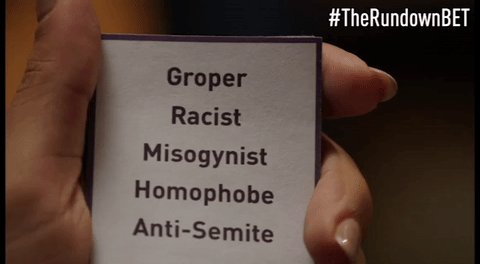 #TheRundownBET
Groper
Racist
Misogynist
Homophobe
Anti-Semite